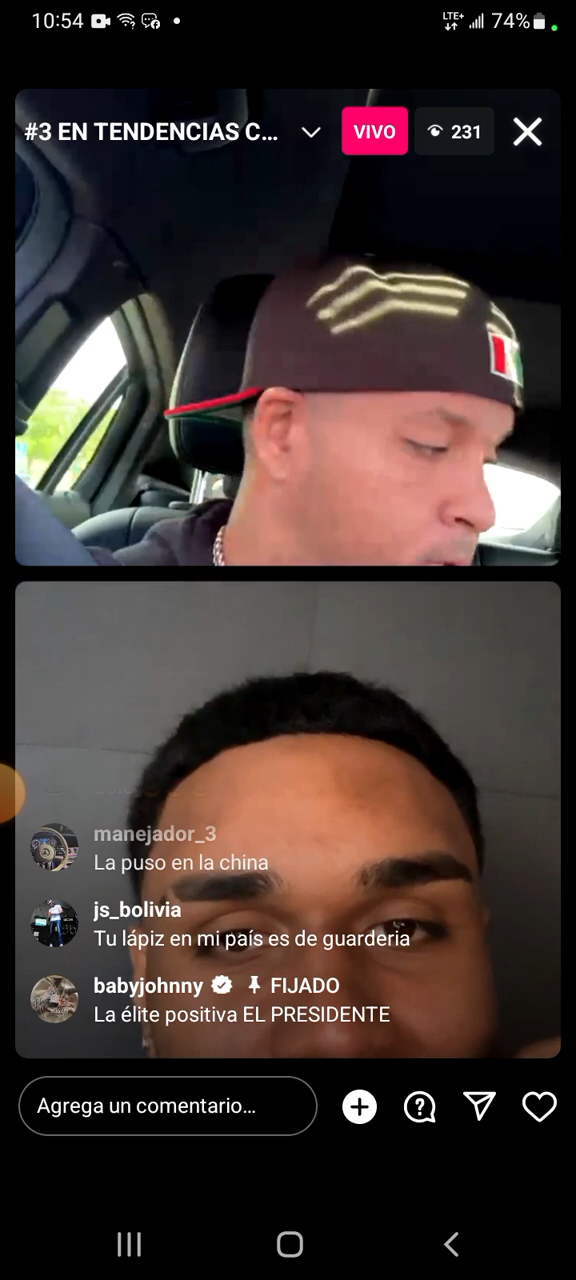 10:54
LTE+
74%
#3 EN TENDENCIAS C...
VIVO
231
manejador_3
La puso en la china
js_bolivia
Tu lápiz en mi país es de guarderia
babyjohnny FIJADO
La élite positiva EL PRESIDENTE
Agrega un comentario...